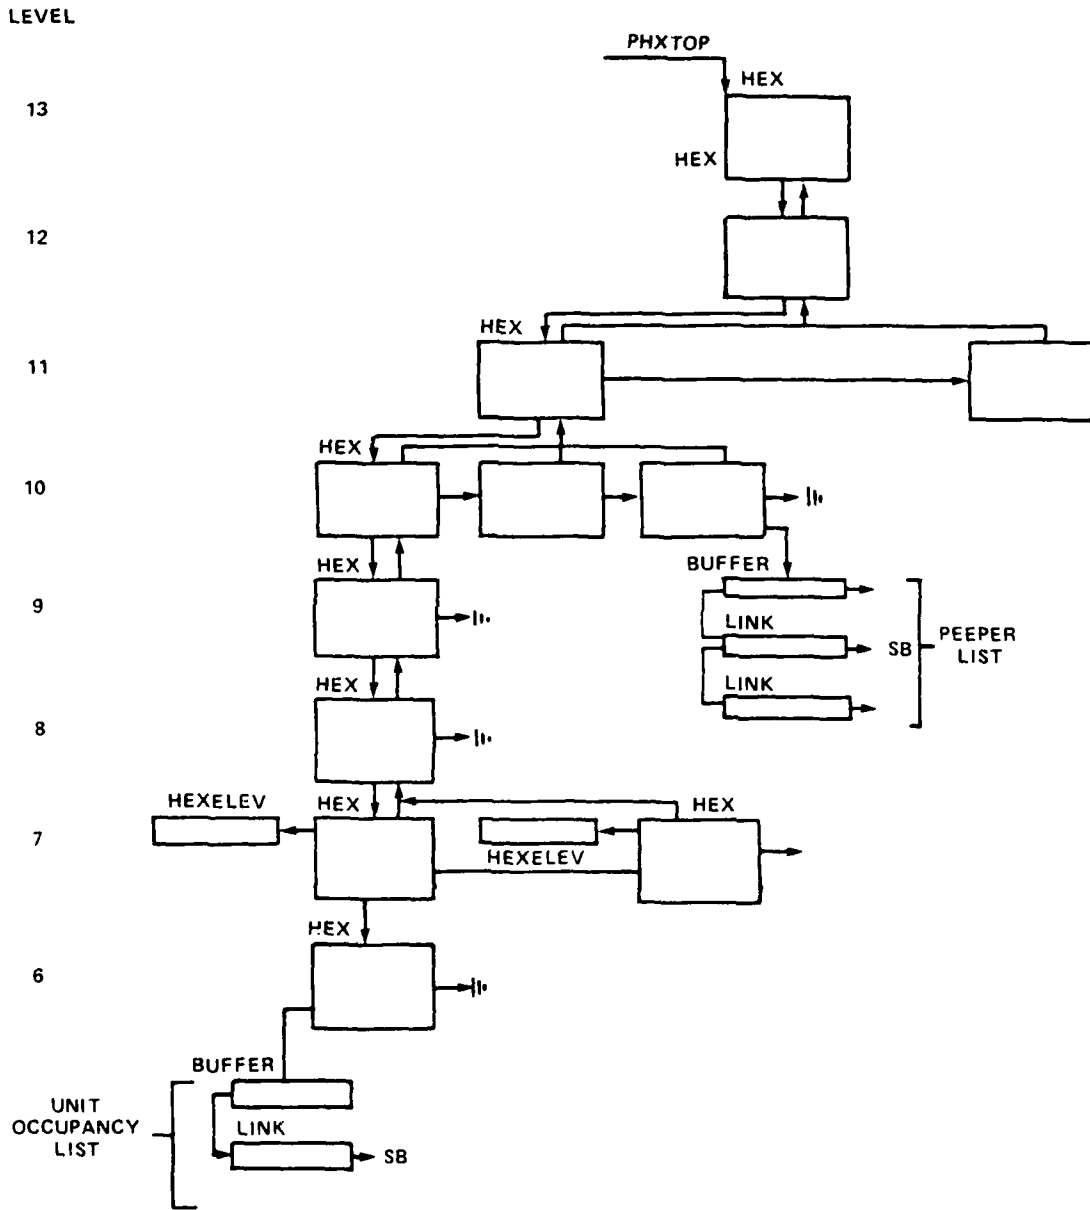 LEVEL
PHXTOP
HEX
13
HEX
12
HEX
11
HEX
10
BUFFER
HEX
9
LINK
SB
PEEPER
LIST
HEX
LINK
8
HEXELEV
HEX
HEX
7
HEXELEV
HEX
6
BUFFER
UNIT
OCCUPANCY
LIST
LINK
SB